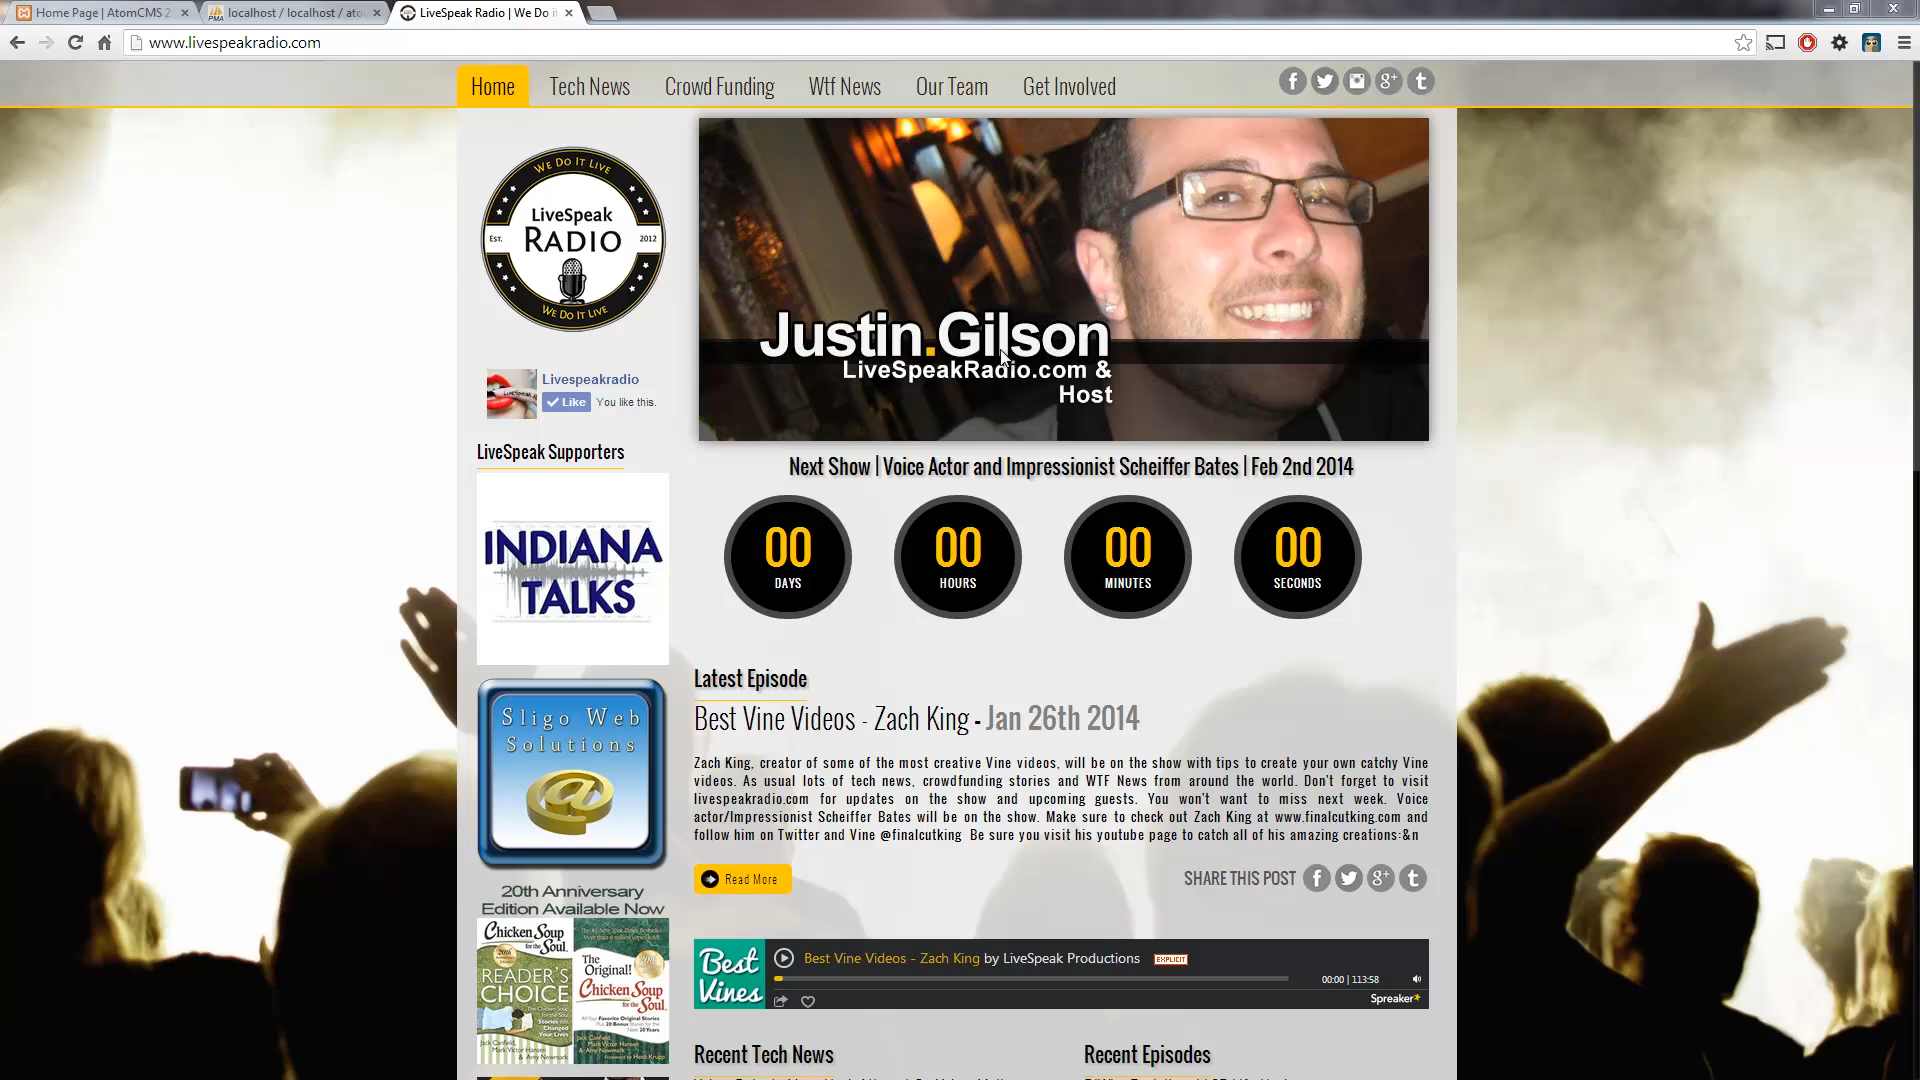 Home Page | AtomCMS 2
localhost / localhost / ato
LiveSpeak Radio | We Do i
www.livespeakradio.com
Home
Tech News
Crowd Funding
Wtf News
Our Team
Get Involved
WE DO IT LIVE
LiveSpeak
RADIO
EST.
2012
WE DO IT LIVE
Justin.Gilson
LiveSpeakRadio.com &
Host
Livespeakradio
Like
You like this.
LiveSpeak Supporters
INDIANA
TALKS
Sligo Web
Solutions
20th Anniversary
Edition Available Now
Chicken Soup
for the Soul
READER'S
CHOICE
Jack Canfield,
Mark Victor Hansen
& Amy Newmark
The
Original!
Chicken Soup
for the Soul
Next Show | Voice Actor and Impressionist Scheiffer Bates | Feb 2nd 2014
00
DAYS
00
HOURS
00
MINUTES
00
SECONDS
Latest Episode
Best Vine Videos - Zach King - Jan 26th 2014
Zach King, creator of some of the most creative Vine videos, will be on the show with tips to create your own catchy Vine
videos. As usual lots of tech news, crowdfunding stories and WTF News from around the world. Don't forget to visit
livespeakradio.com for updates on the show and upcoming guests. You won't want to miss next week. Voice
actor/Impressionist Scheiffer Bates will be on the show. Make sure to check out Zach King at www.finalcutking.com and
follow him on Twitter and Vine @finalcutking Be sure you visit his youtube page to catch all of his amazing creations:&n
Read More
SHARE THIS POST
Best
Vines
Best Vine Videos - Zach King by LiveSpeak Productions
EXPLICIT
00:00 | 113:58
Spreaker
Recent Tech News
Recent Episodes